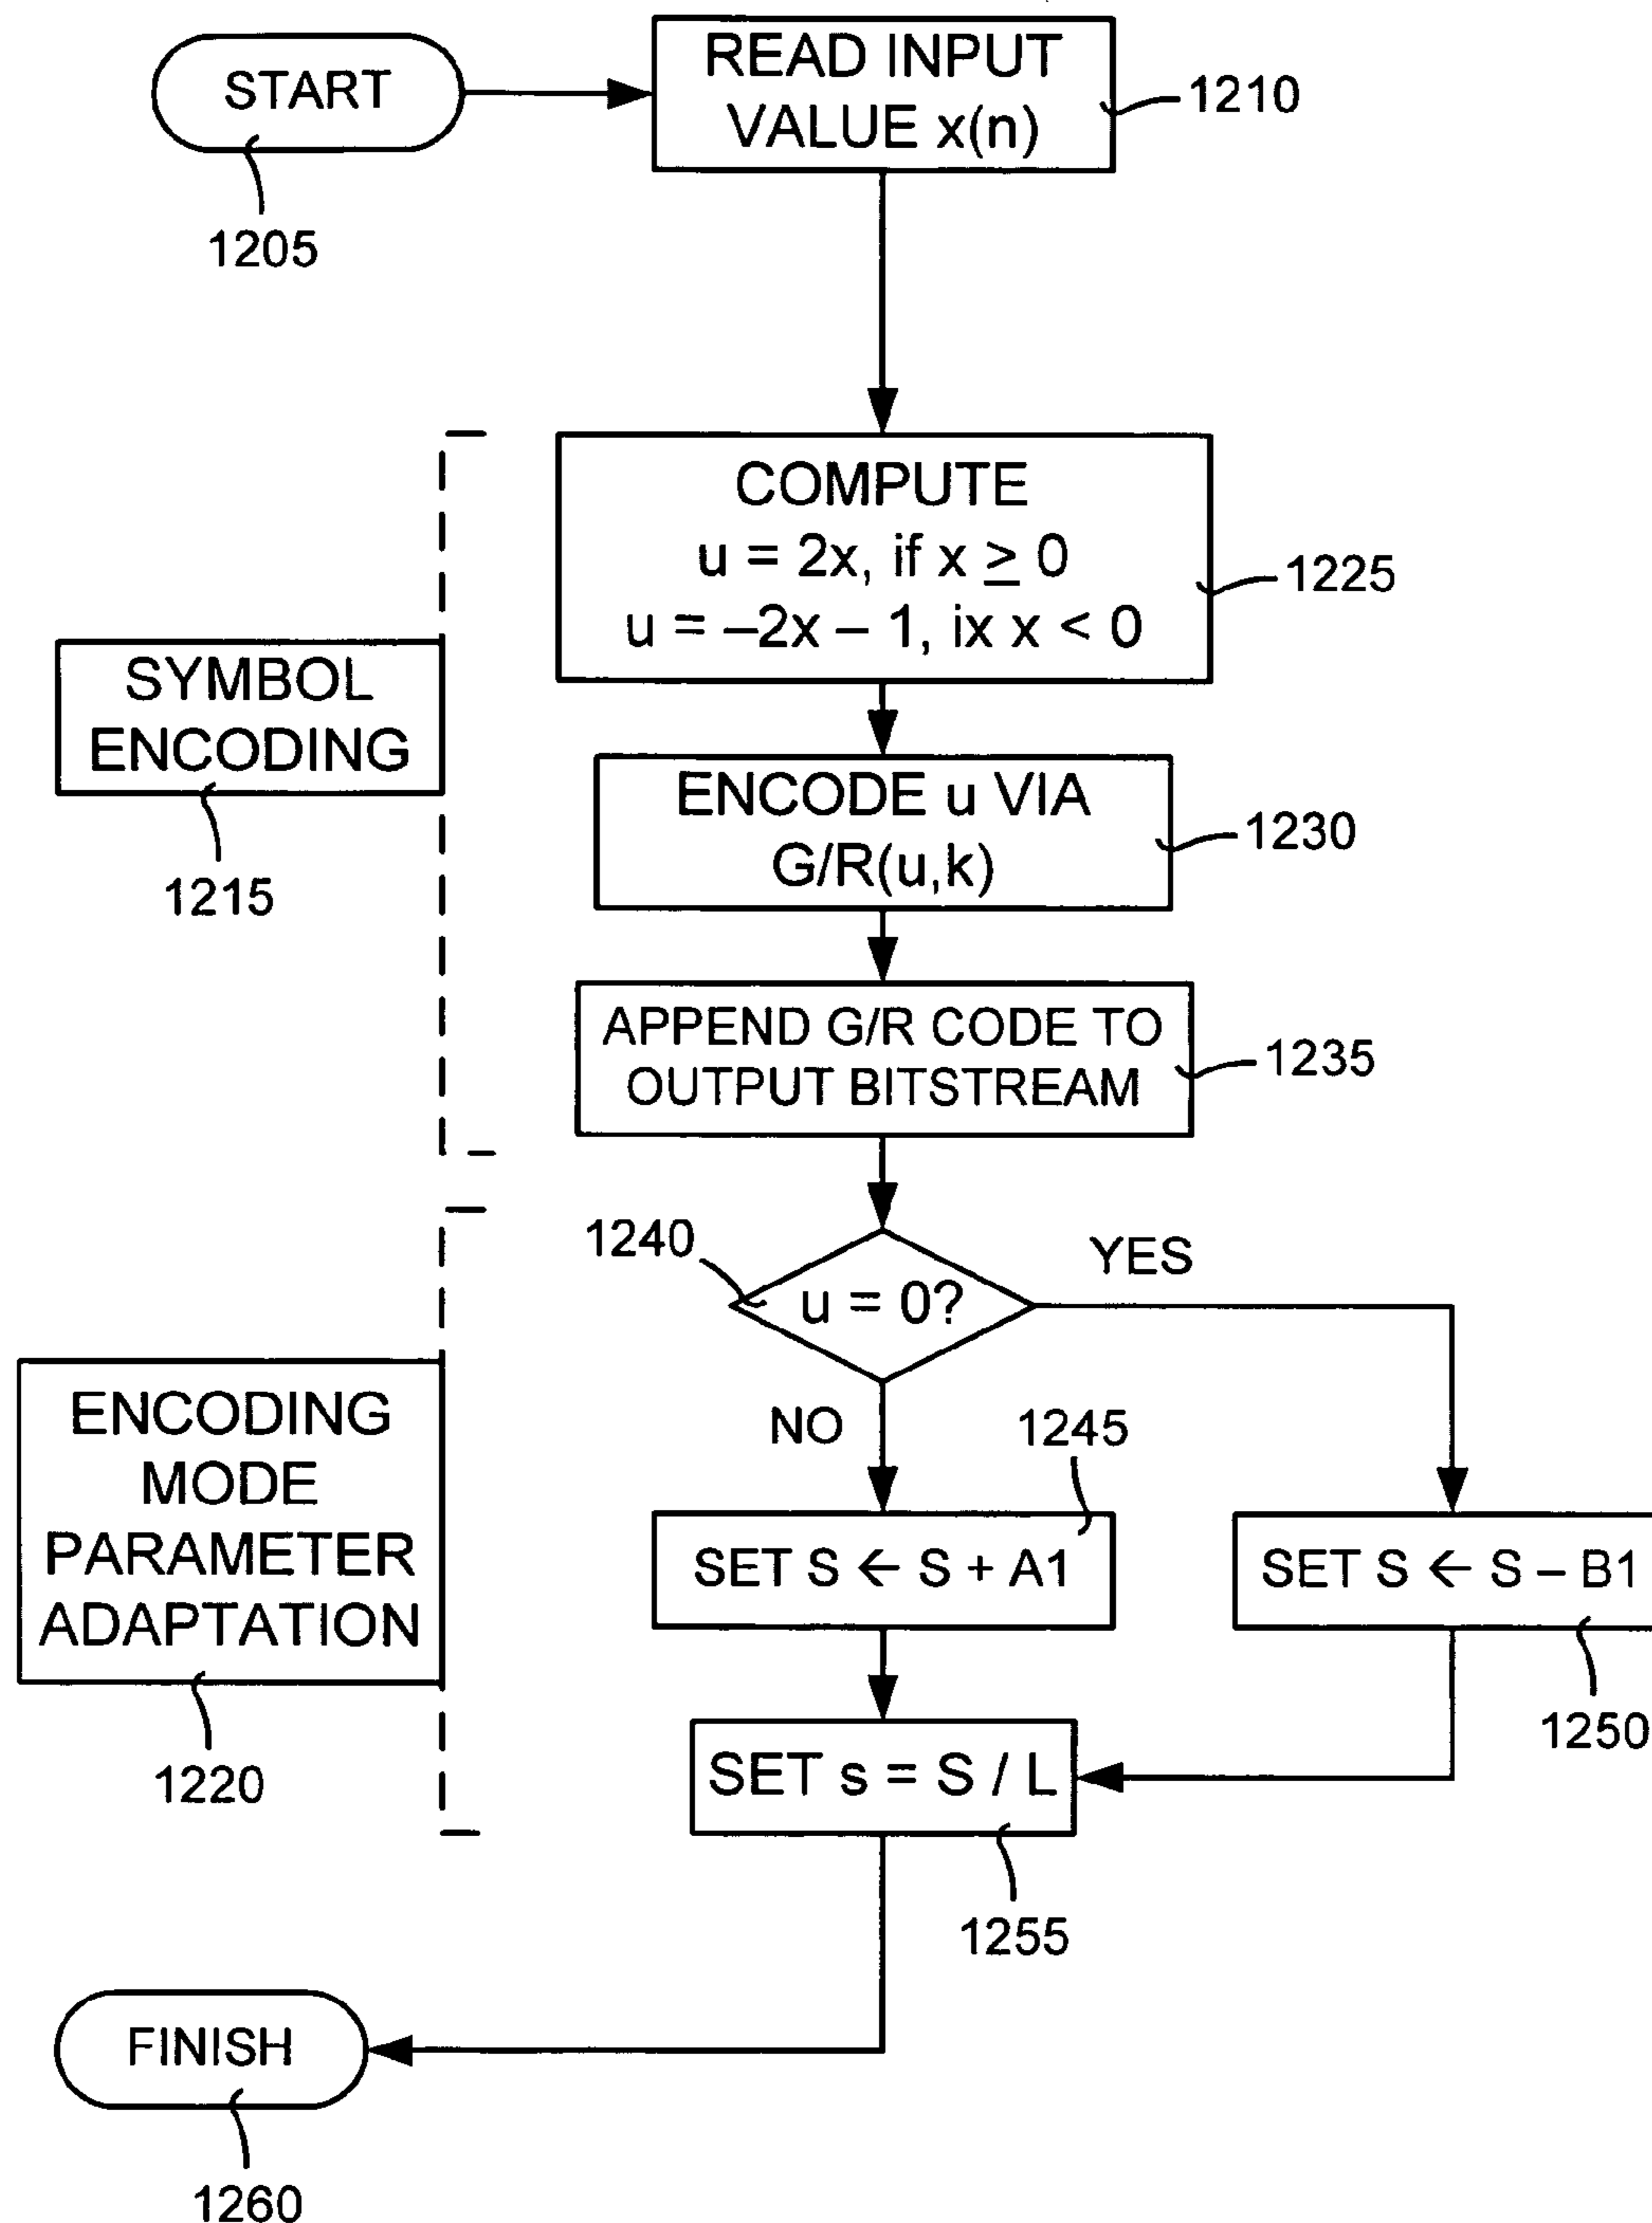 START
READ INPUT
VALUE x(n)
1210
1205
COMPUTE
u = 2x, if x ≥ 0
u = –2x – 1, ix x < 0
1225
SYMBOL
ENCODING
1215
ENCODE u VIA
G/R(u,k)
1230
APPEND G/R CODE TO
OUTPUT BITSTREAM
1235
1240
u = 0?
YES
NO
1245
ENCODING
MODE
PARAMETER
ADAPTATION
1220
SET S ← S + A1
SET S ← S – B1
1250
SET s = S / L
1255
FINISH
1260